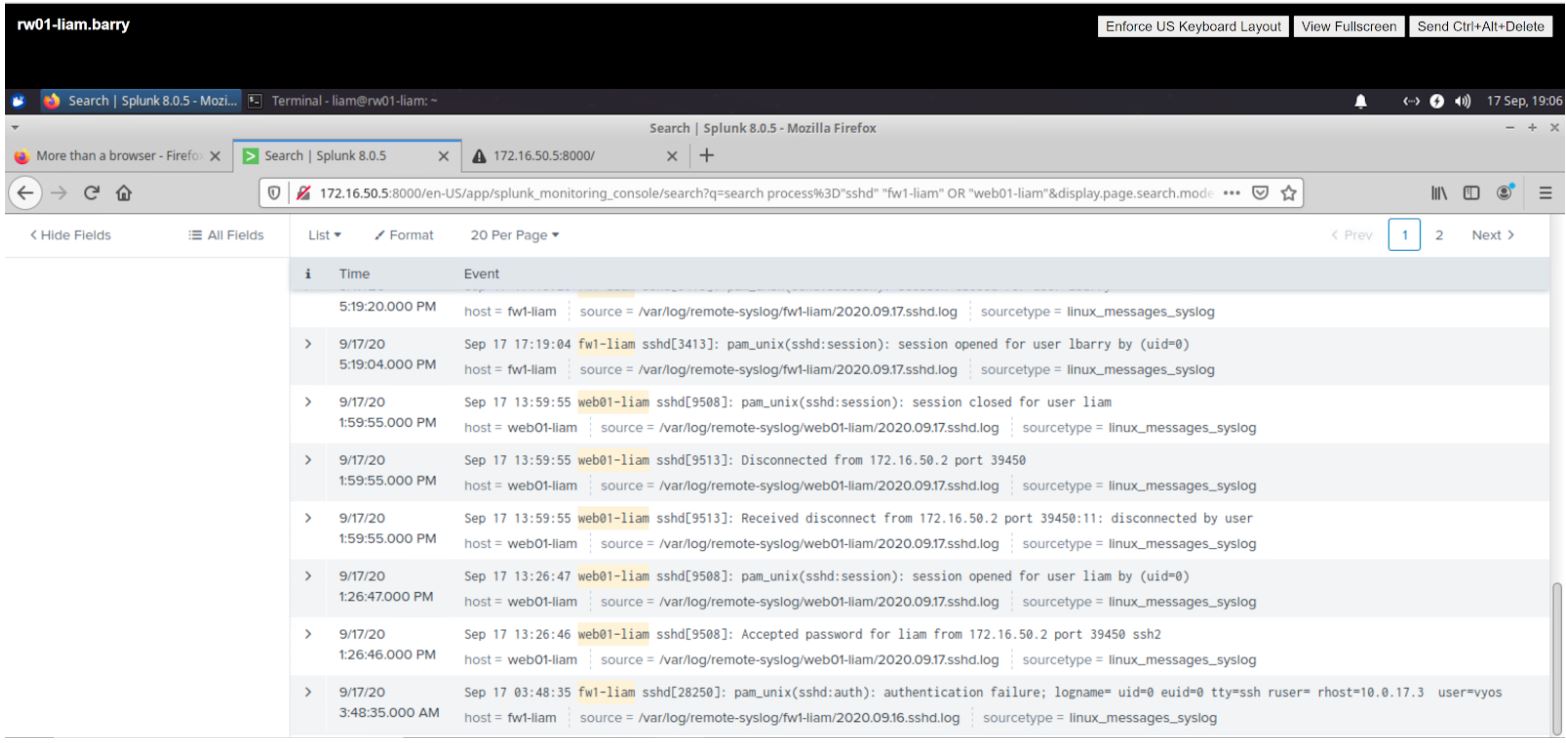 rw01-liam.barry
Enforce US Keyboard Layout View Fullscreen Send Ctrl+Alt+Delete
Search | Splunk 8.0.5 - Mozi... Terminal - liam@rw01-liam: ~ 17 Sep, 19:06
Search | Splunk 8.0.5 - Mozilla Firefox
More than a browser - Firefo Search | Splunk 8.0.5 172.16.50.5:8000/
172.16.50.5:8000/en-US/app/splunk_monitoring_console/search?q=search process%3D"sshd" "fw1-liam" OR "web01-liam"&display.page.search.mode
< Hide Fields All Fields List Format 20 Per Page < Prev 1 2 Next >
i Time Event
5:19:20.000 PM host = fw1-liam source = /var/log/remote-syslog/fw1-liam/2020.09.17.sshd.log sourcetype = linux_messages_syslog
> 9/17/20 Sep 17 17:19:04 fw1-liam sshd[3413]: pam_unix(sshd:session): session opened for user lbarry by (uid=0)
5:19:04.000 PM host = fw1-liam source = /var/log/remote-syslog/fw1-liam/2020.09.17.sshd.log sourcetype = linux_messages_syslog
> 9/17/20 Sep 17 13:59:55 web01-liam sshd[9508]: pam_unix(sshd:session): session closed for user liam
1:59:55.000 PM host = web01-liam source = /var/log/remote-syslog/web01-liam/2020.09.17.sshd.log sourcetype = linux_messages_syslog
> 9/17/20 Sep 17 13:59:55 web01-liam sshd[9513]: Disconnected from 172.16.50.2 port 39450
1:59:55.000 PM host = web01-liam source = /var/log/remote-syslog/web01-liam/2020.09.17.sshd.log sourcetype = linux_messages_syslog
> 9/17/20 Sep 17 13:59:55 web01-liam sshd[9513]: Received disconnect from 172.16.50.2 port 39450:11: disconnected by user
1:59:55.000 PM host = web01-liam source = /var/log/remote-syslog/web01-liam/2020.09.17.sshd.log sourcetype = linux_messages_syslog
> 9/17/20 Sep 17 13:26:47 web01-liam sshd[9508]: pam_unix(sshd:session): session opened for user liam by (uid=0)
1:26:47.000 PM host = web01-liam source = /var/log/remote-syslog/web01-liam/2020.09.17.sshd.log sourcetype = linux_messages_syslog
> 9/17/20 Sep 17 13:26:46 web01-liam sshd[9508]: Accepted password for liam from 172.16.50.2 port 39450 ssh2
1:26:46.000 PM host = web01-liam source = /var/log/remote-syslog/web01-liam/2020.09.17.sshd.log sourcetype = linux_messages_syslog
> 9/17/20 Sep 17 03:48:35 fw1-liam sshd[28250]: pam_unix(sshd:auth): authentication failure; logname= uid=0 euid=0 tty=ssh ruser= rhost=10.0.17.3 user=vyos
3:48:35.000 AM host = fw1-liam source = /var/log/remote-syslog/fw1-liam/2020.09.16.sshd.log sourcetype = linux_messages_syslog